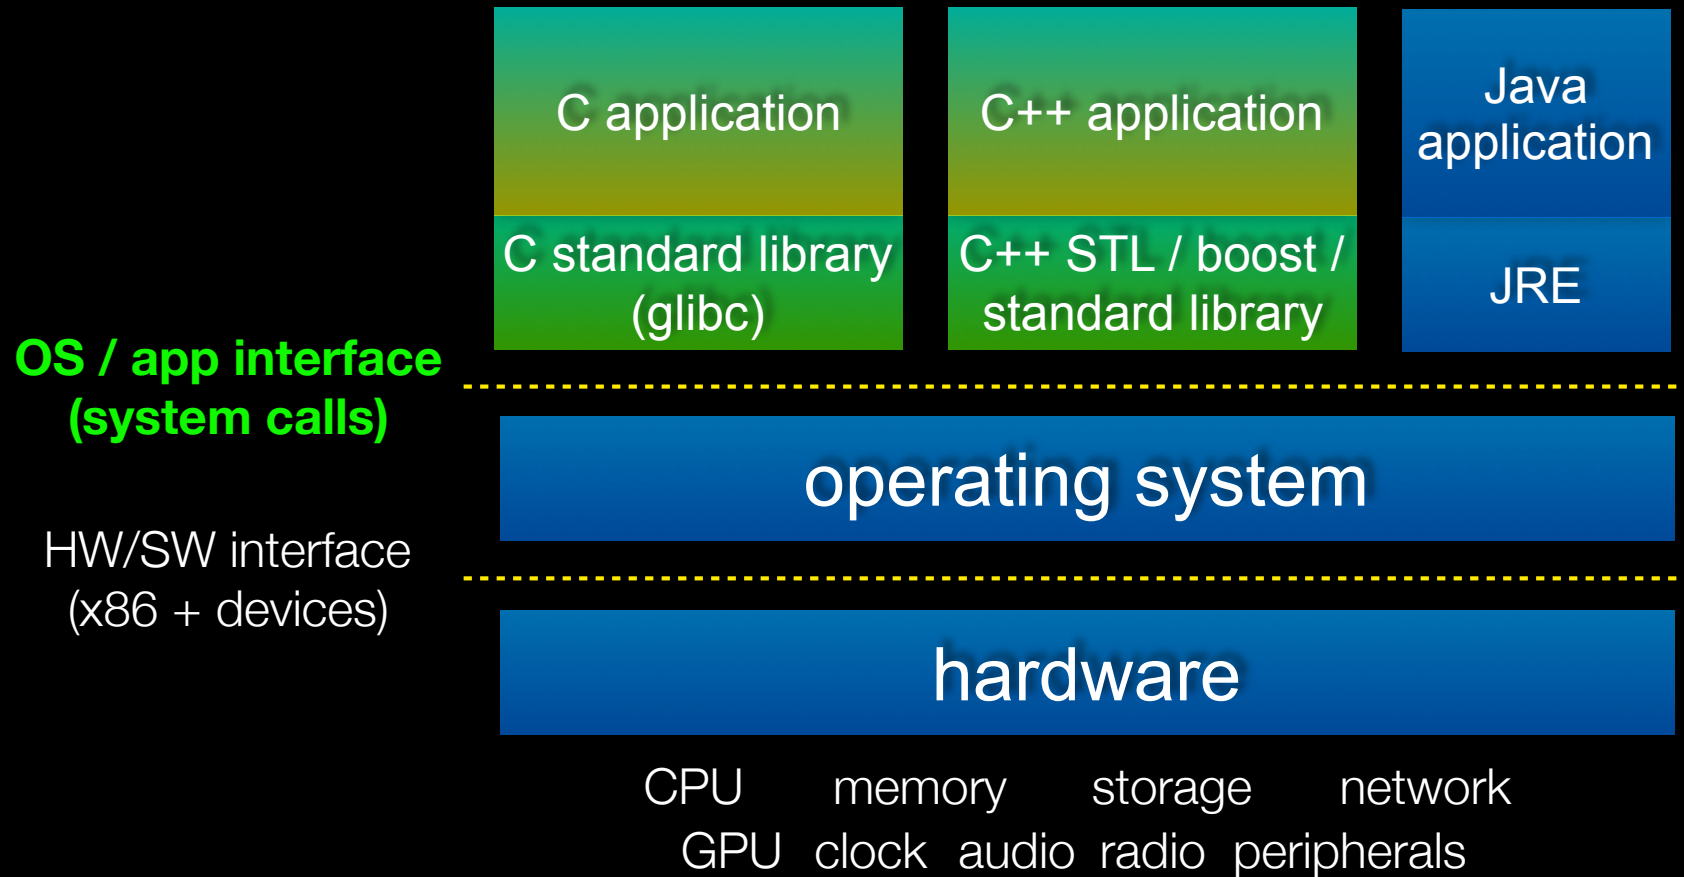 C application
C++ application
Java
application
C standard library
(glibc)
C++ STL / boost /
standard library
JRE
OS / app interface
(system calls)
operating system
HW/SW interface
(x86 + devices)
hardware
CPU memory storage network
GPU clock audio radio peripherals